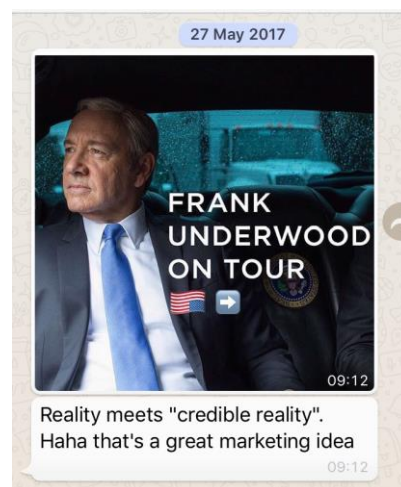 27 May 2017
FRANK
UNDERWOOD
ON TOUR
🇺🇸 ➡️
09:12
Reality meets "credible reality".
Haha that's a great marketing idea
09:12